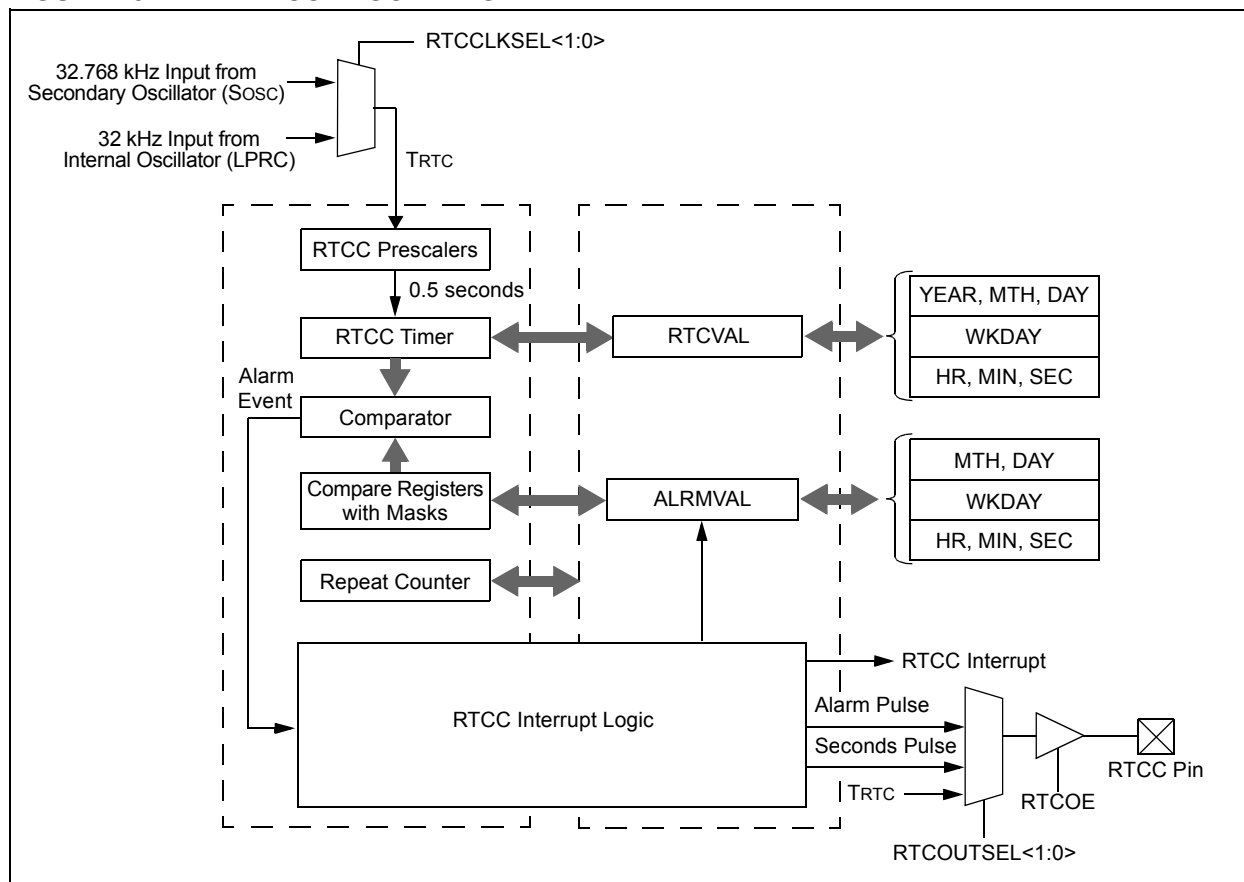 RTCCLKSEL<1:0>
32.768 kHz Input from
Secondary Oscillator (SOSC)
32 kHz Input from
Internal Oscillator (LPRC)
TRTC
RTCC Prescalers
0.5 seconds
RTCC Timer
RTCVAL
YEAR, MTH, DAY
WKDAY
HR, MIN, SEC
Alarm
Event
Comparator
Compare Registers
with Masks
ALRMVAL
MTH, DAY
WKDAY
HR, MIN, SEC
Repeat Counter
RTCC Interrupt Logic
RTCC Interrupt
Alarm Pulse
Seconds Pulse
TRTC
RTCC Pin
RTCOE
RTCOUTSEL<1:0>